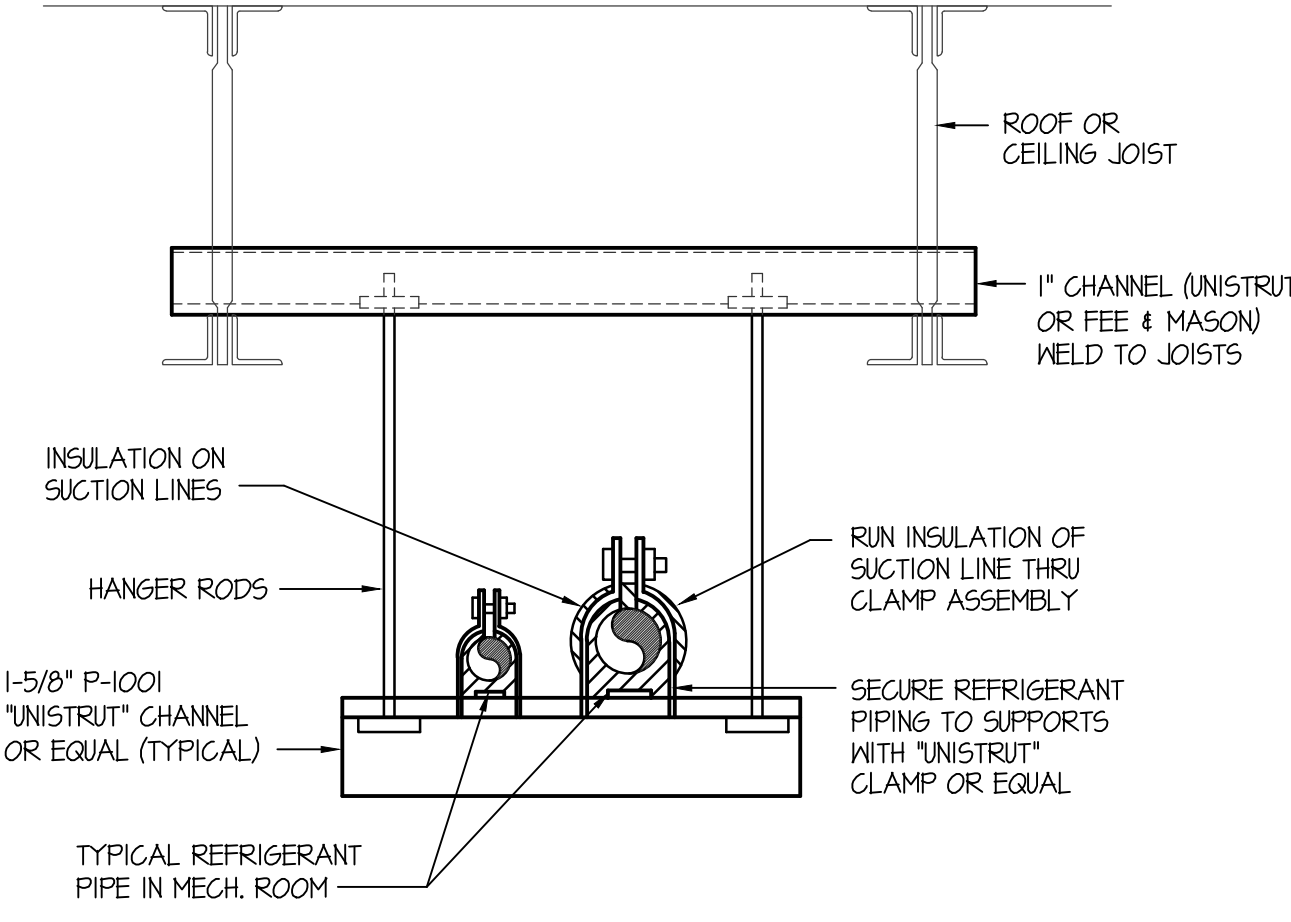 ROOF OR
CEILING JOIST
1" CHANNEL (UNISTRUT
OR FEE & MASON)
WELD TO JOISTS
INSULATION ON
SUCTION LINES
HANGER RODS
RUN INSULATION OF
SUCTION LINE THRU
CLAMP ASSEMBLY
1-5/8" P-1001
"UNISTRUT" CHANNEL
OR EQUAL (TYPICAL)
SECURE REFRIGERANT
PIPING TO SUPPORTS
WITH "UNISTRUT"
CLAMP OR EQUAL
TYPICAL REFRIGERANT
PIPE IN MECH. ROOM